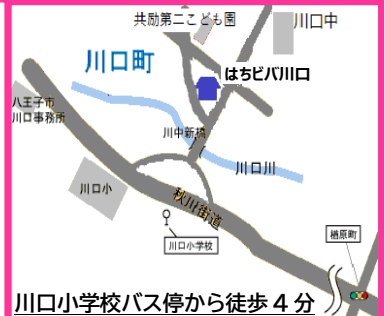 共励第二こども園
川口中
川口町
はちビバ川口
八王子市
川口事務所
川中新橋
川口川
川口小
秋川街道
川口小学校
楢原町
川口小学校バス停から徒歩4分